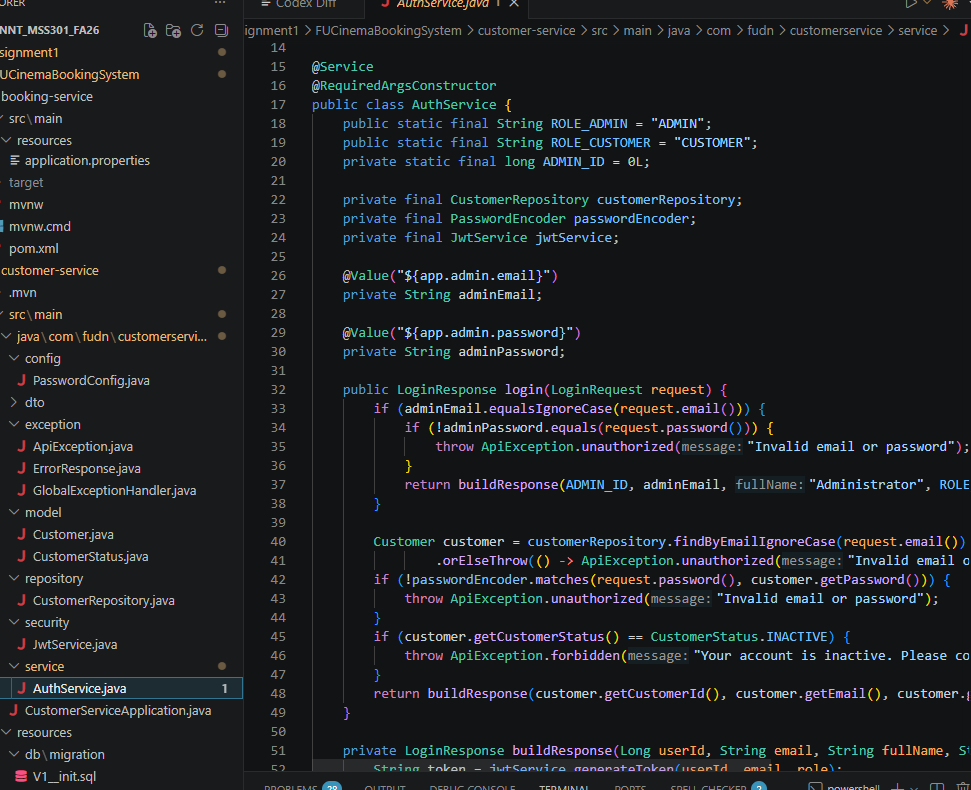 ORER
NNT_MSS301_FA26
signment1
UCinemaBookingSystem
booking-service
src\main
resources
application.properties
target
mvnw
mvnw.cmd
pom.xml
customer-service
.mvn
src\main
java\com\fudn\customerservi...
config
PasswordConfig.java
dto
exception
ApiException.java
ErrorResponse.java
GlobalExceptionHandler.java
model
Customer.java
CustomerStatus.java
repository
CustomerRepository.java
security
JwtService.java
service
AuthService.java 1
CustomerServiceApplication.java
resources
db\migration
V1__init.sql
Codex Diff
AuthService.java 1
ignment1 > FUCinemaBookingSystem > customer-service > src > main > java > com > fudn > customerservice > service >
14
15 @Service
16 @RequiredArgsConstructor
17 public class AuthService {
18 public static final String ROLE_ADMIN = "ADMIN";
19 public static final String ROLE_CUSTOMER = "CUSTOMER";
20 private static final long ADMIN_ID = 0L;
21
22 private final CustomerRepository customerRepository;
23 private final PasswordEncoder passwordEncoder;
24 private final JwtService jwtService;
25
26 @Value("${app.admin.email}")
27 private String adminEmail;
28
29 @Value("${app.admin.password}")
30 private String adminPassword;
31
32 public LoginResponse login(LoginRequest request) {
33 if (adminEmail.equalsIgnoreCase(request.email())) {
34 if (!adminPassword.equals(request.password())) {
35 throw ApiException.unauthorized(message: "Invalid email or password");
36 }
37 return buildResponse(ADMIN_ID, adminEmail, fullName: "Administrator", ROLE
38 }
39
40 Customer customer = customerRepository.findByEmailIgnoreCase(request.email())
41 .orElseThrow(() -> ApiException.unauthorized(message: "Invalid email o
42 if (!passwordEncoder.matches(request.password(), customer.getPassword())) {
43 throw ApiException.unauthorized(message: "Invalid email or password");
44 }
45 if (customer.getCustomerStatus() == CustomerStatus.INACTIVE) {
46 throw ApiException.forbidden(message: "Your account is inactive. Please co
47 }
48 return buildResponse(customer.getCustomerId(), customer.getEmail(), customer.g
49 }
50
51 private LoginResponse buildResponse(Long userId, String email, String fullName, St
52 String token = jwtService.generateToken(userId, email, role);
PROBLEMS 28 OUTPUT DEBUG CONSOLE TERMINAL PORTS SPELL CHECKER 2 powershell